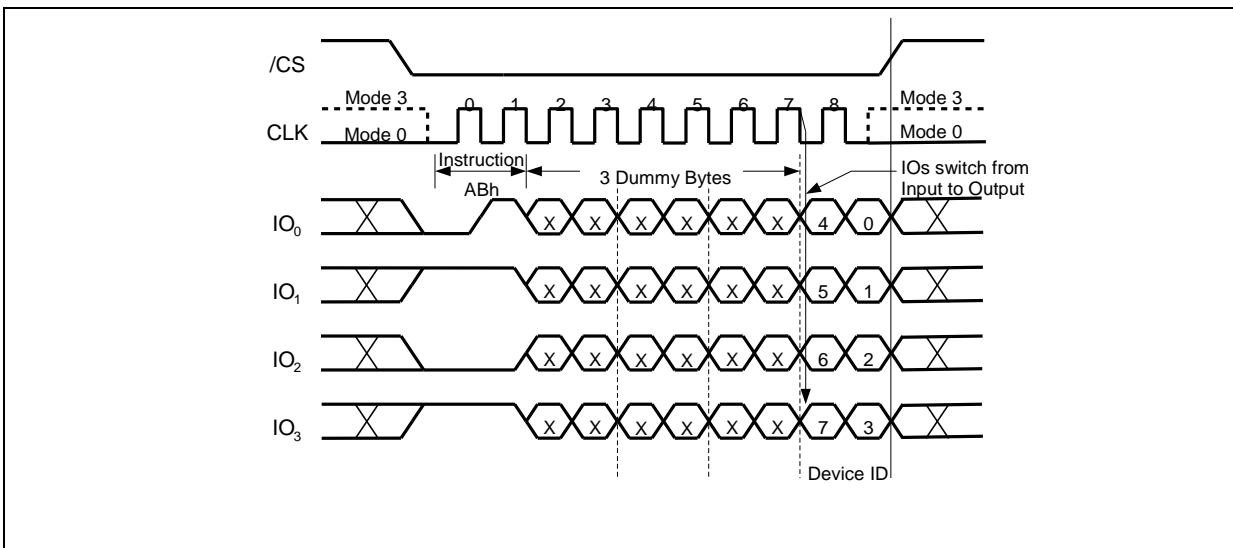 /CS
Mode 3 0 1 2 3 4 5 6 7 8 Mode 3
CLK Mode 0 Mode 0
Instruction 3 Dummy Bytes IOs switch from
ABh Input to Output
IO0 X X X X X X 4 0
IO1 X X X X X X 5 1
IO2 X X X X X X 6 2
IO3 X X X X X X 7 3
Device ID